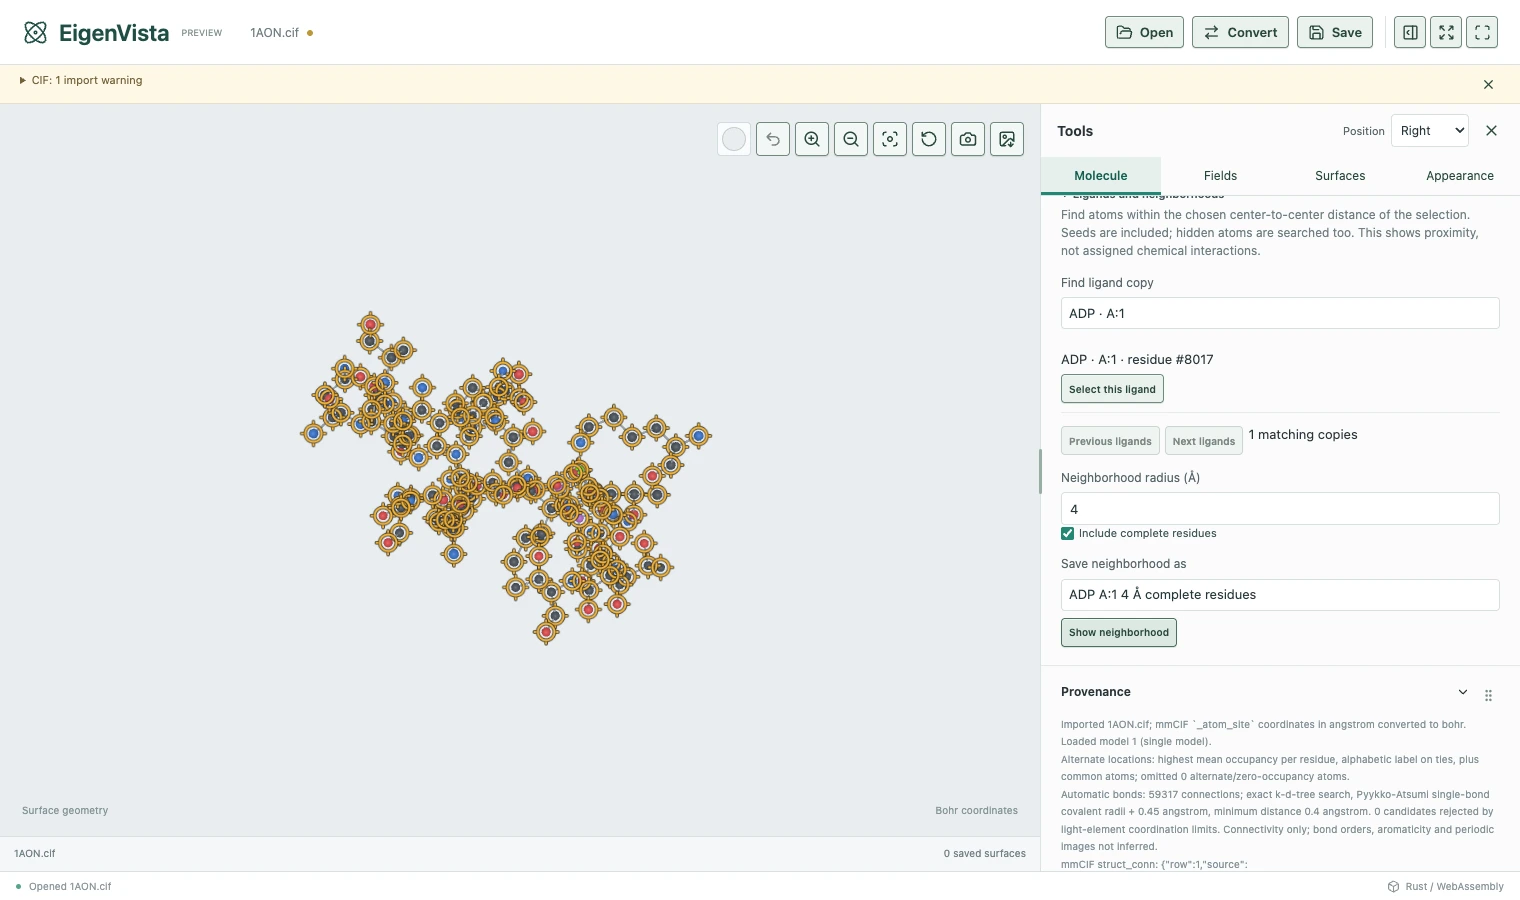 EigenVista PREVIEW 1AON.cif
Open Convert Save
CIF: 1 import warning
Tools
Position Right
Molecule Fields Surfaces Appearance
Ligands and neighborhoods
Find atoms within the chosen center-to-center distance of the selection.
Seeds are included; hidden atoms are searched too. This shows proximity,
not assigned chemical interactions.
Find ligand copy
ADP · A:1
ADP · A:1 · residue #8017
Select this ligand
Previous ligands Next ligands 1 matching copies
Neighborhood radius (Å)
4
Include complete residues
Save neighborhood as
ADP A:1 4 Å complete residues
Show neighborhood
Provenance
Imported 1AON.cif; mmCIF `_atom_site` coordinates in angstrom converted to bohr.
Loaded model 1 (single model).
Alternate locations: highest mean occupancy per residue, alphabetic label on ties, plus
common atoms; omitted 0 alternate/zero-occupancy atoms.
Automatic bonds: 59317 connections; exact k-d-tree search, Pyykko-Atsumi single-bond
covalent radii + 0.45 angstrom, minimum distance 0.4 angstrom. 0 candidates rejected by
light-element coordination limits. Connectivity only; bond orders, aromaticity and periodic
images not inferred.
mmCIF struct_conn: {"row":1,"source":
Surface geometry
Bohr coordinates
1AON.cif
0 saved surfaces
Opened 1AON.cif
Rust / WebAssembly